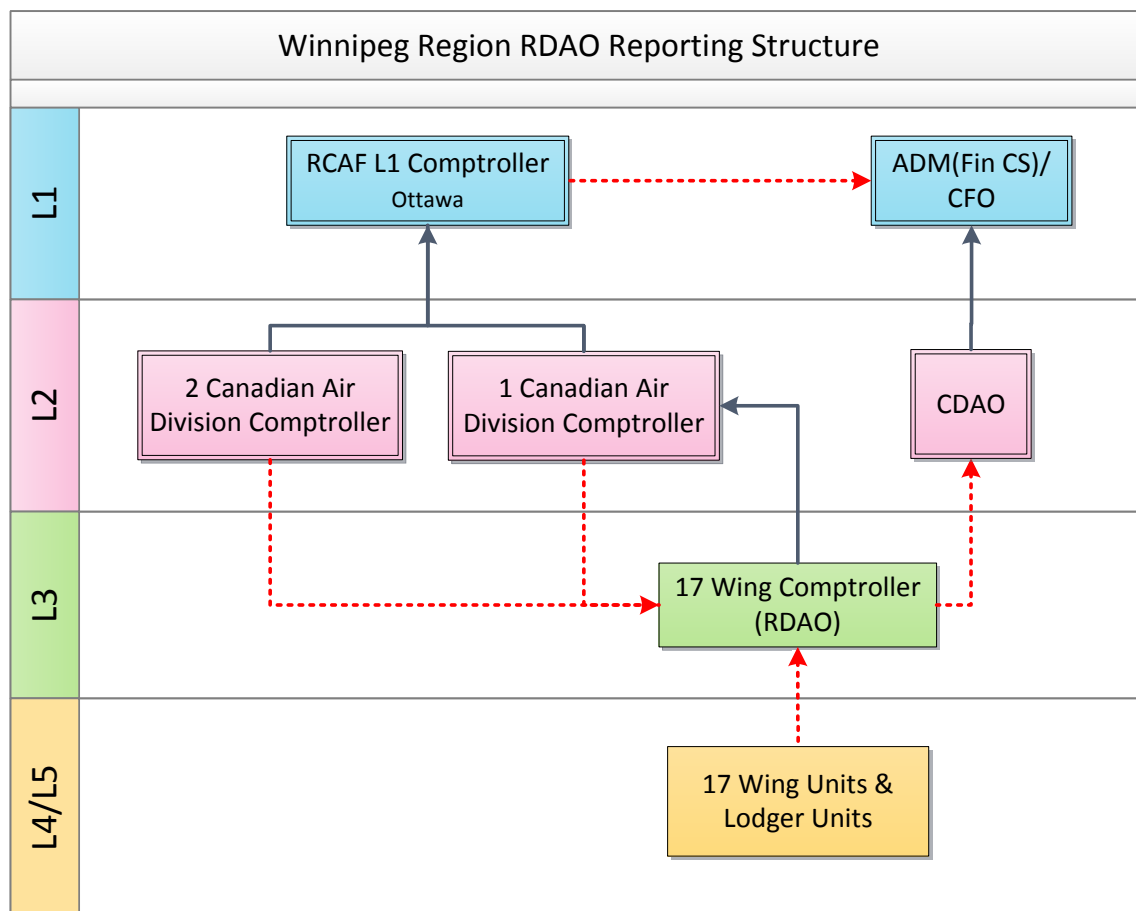 Winnipeg Region RDAO Reporting Structure
L1
RCAF L1 Comptroller
Ottawa
ADM(Fin CS)/
CFO
L2
2 Canadian Air
Division Comptroller
1 Canadian Air
Division Comptroller
CDAO
L3
17 Wing Comptroller
(RDAO)
L4/L5
17 Wing Units &
Lodger Units